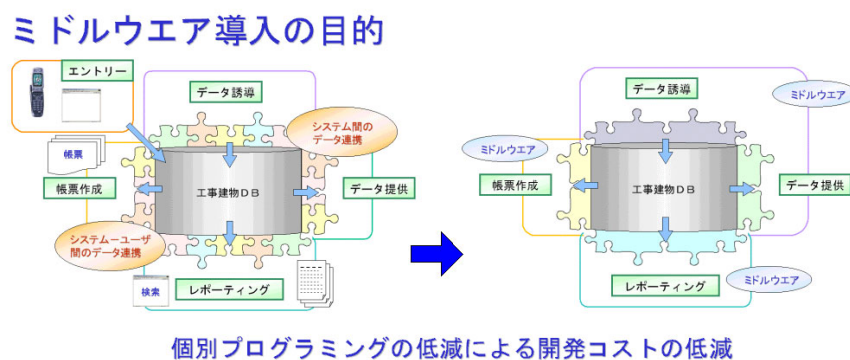 ミドルウエア導入の目的
エントリー
データ誘導
システム間の
データ連携
帳票
帳票作成
工事建物DB
データ提供
システムーユーザ
間のデータ連携
検索
レポーティング
データ誘導
ミドルウエア
ミドルウエア
帳票作成
工事建物DB
データ提供
レポーティング
ミドルウエア
個別プログラミングの低減による開発コストの低減